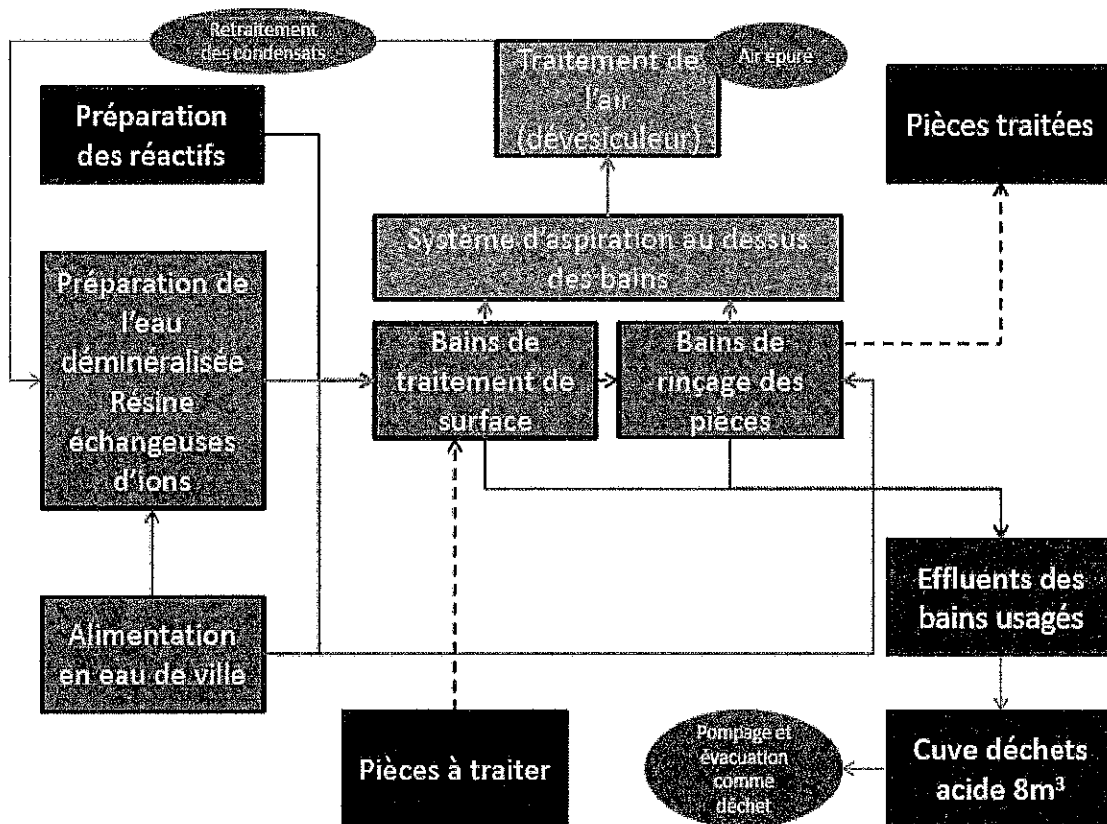 Retraitement
des condensats
Traitement de
l'air
(dévésiculeur)
Air épuré
Préparation
des réactifs
Pièces traitées
Système d'aspiration au dessus
des bains
Préparation de
l'eau
déminéralisée
Résine
échangeuses
d'ions
Bains de
traitement de
surface
Bains de
rinçage des
pièces
Effluents des
bains usagés
Alimentation
en eau de ville
Pièces à traiter
Pompage et
évacuation
comme
déchet
Cuve déchets
acide 8m³